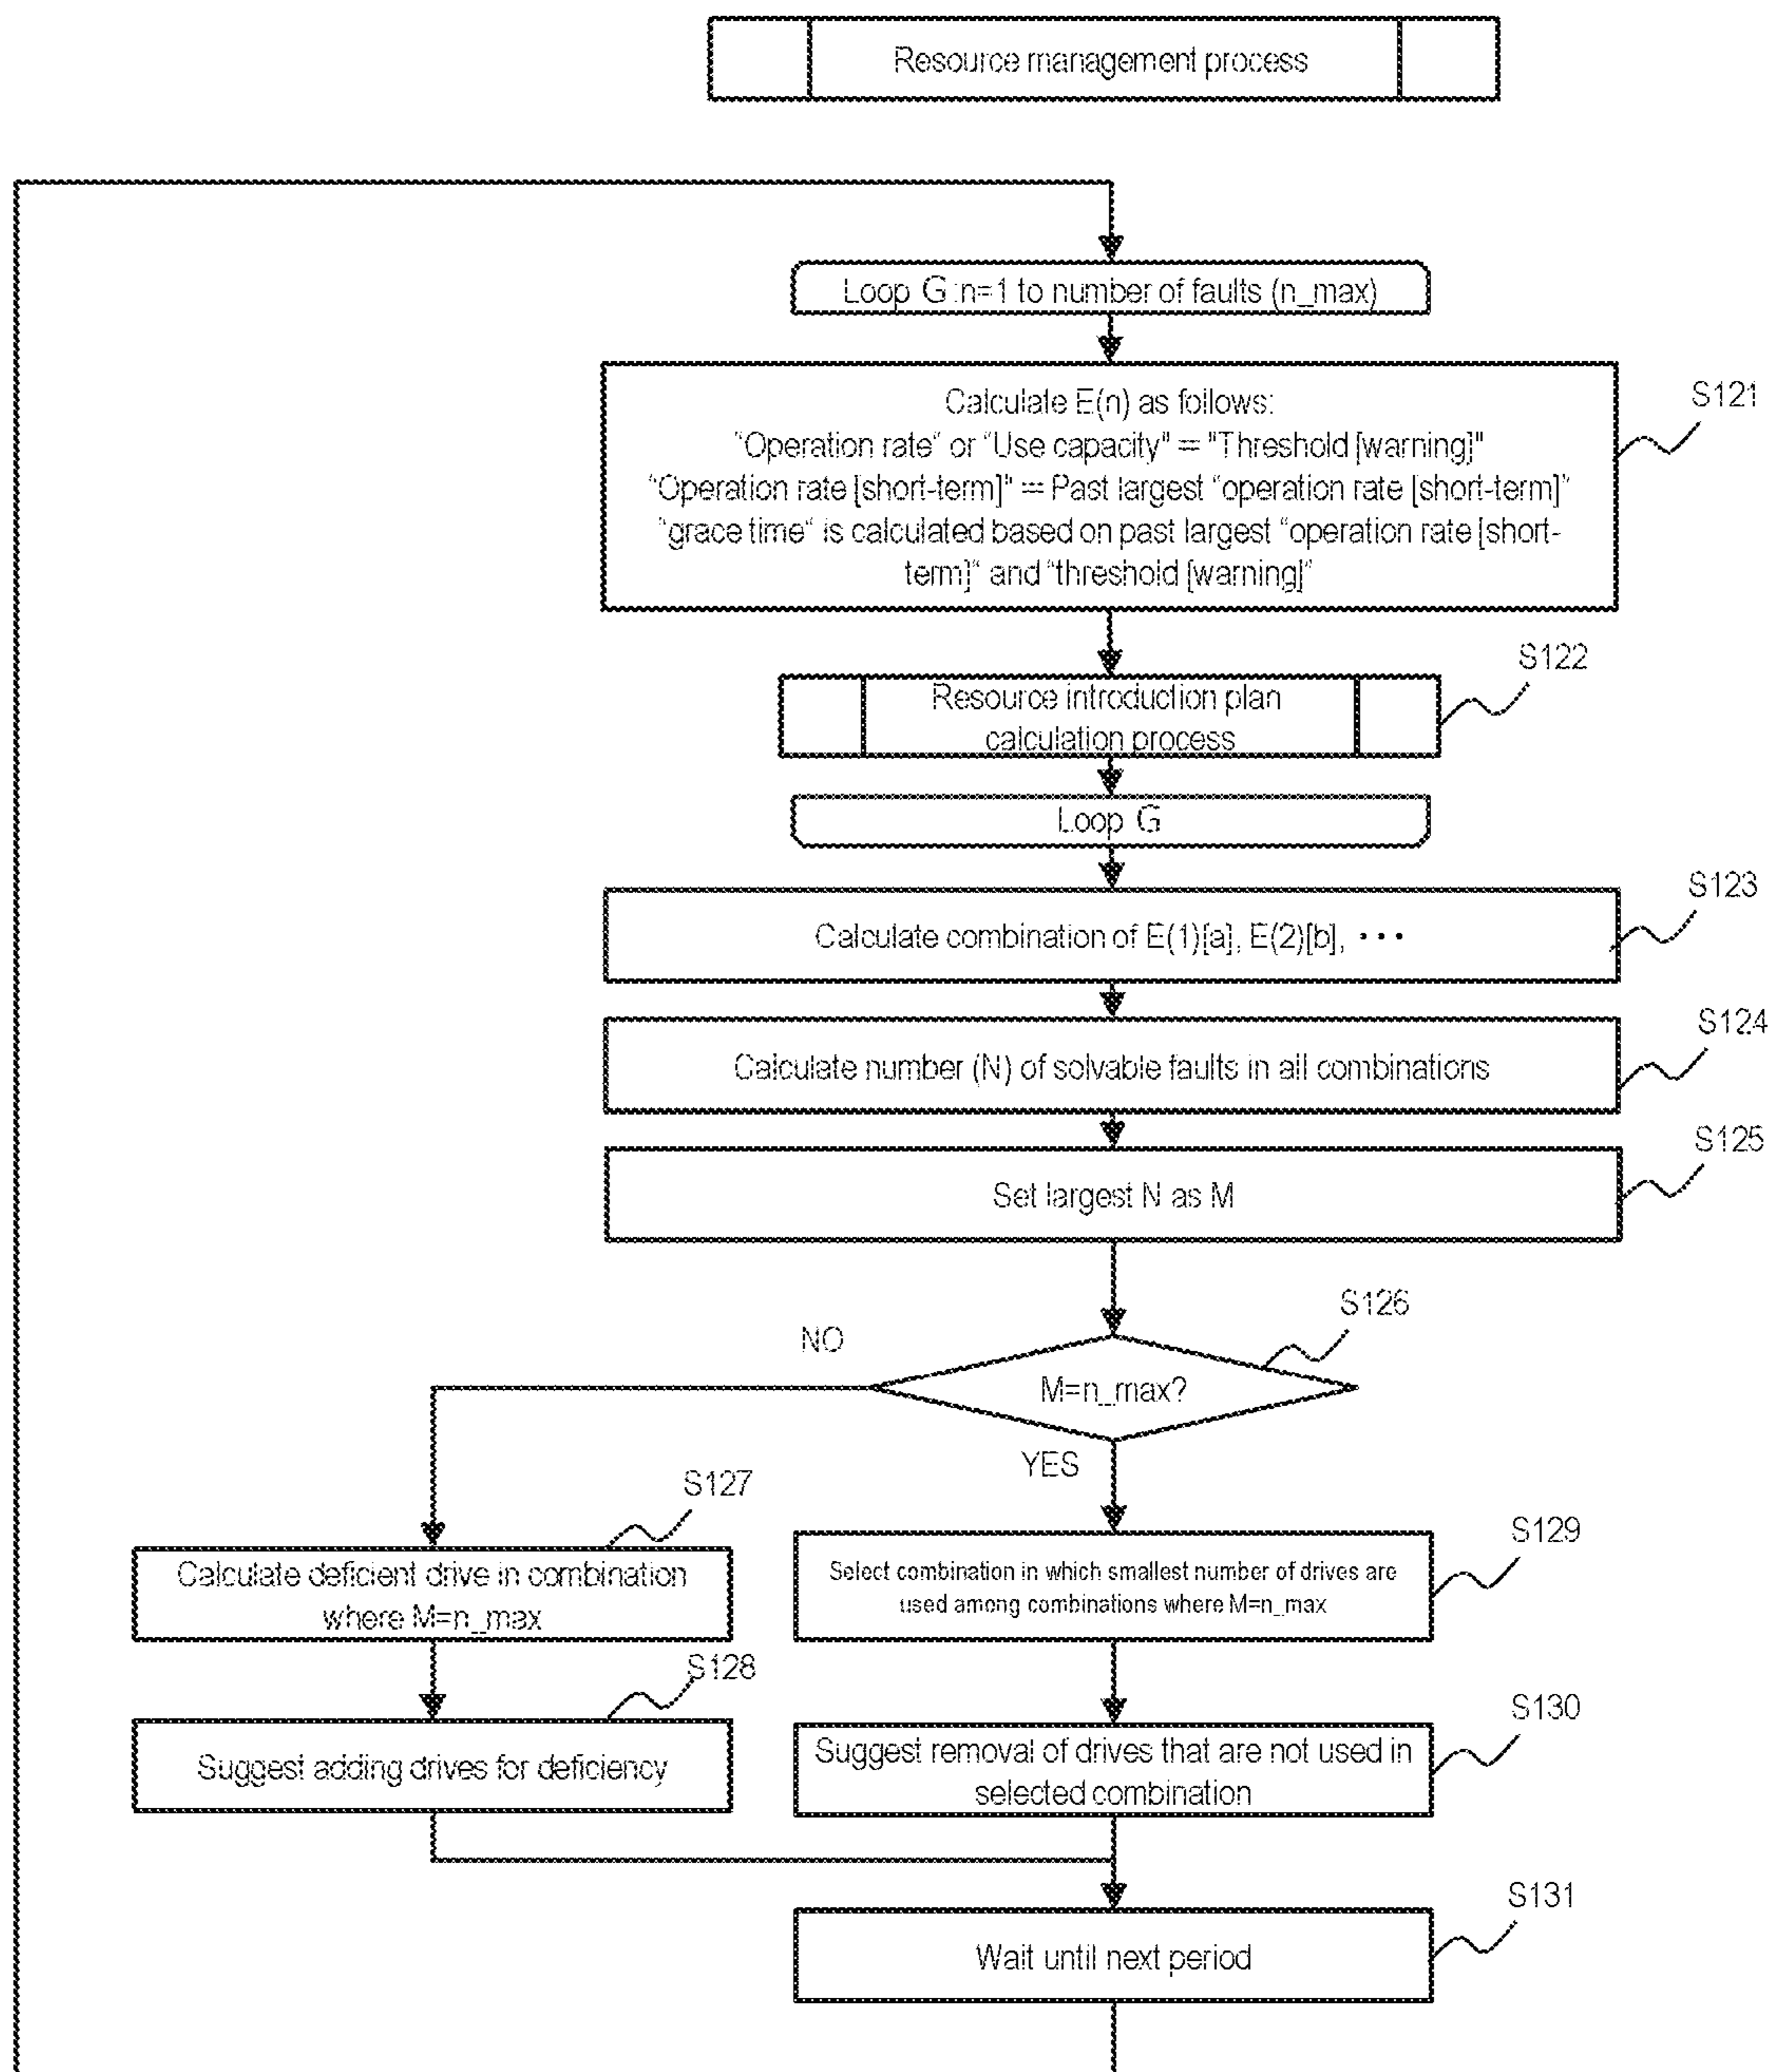 Resource management process
Loop G :n=1 to number of faults (n_max)
Calculate E(n) as follows:
"Operation rate" or "Use capacity" = "Threshold [warning]"
"Operation rate [short-term]" = Past largest "operation rate [short-term]"
"grace time" is calculated based on past largest "operation rate [short-
term]" and "threshold [warning]"
S121
S122
Resource introduction plan
calculation process
Loop G
S123
Calculate combination of E(1)[a], E(2)[b], ･･･
S124
Calculate number (N) of solvable faults in all combinations
S125
Set largest N as M
S126
NO
M=n_max?
YES
S127
Calculate deficient drive in combination
where M=n_max
S129
Select combination in which smallest number of drives are
used among combinations where M=n_max
S128
Suggest adding drives for deficiency
S130
Suggest removal of drives that are not used in
selected combination
S131
Wait until next period